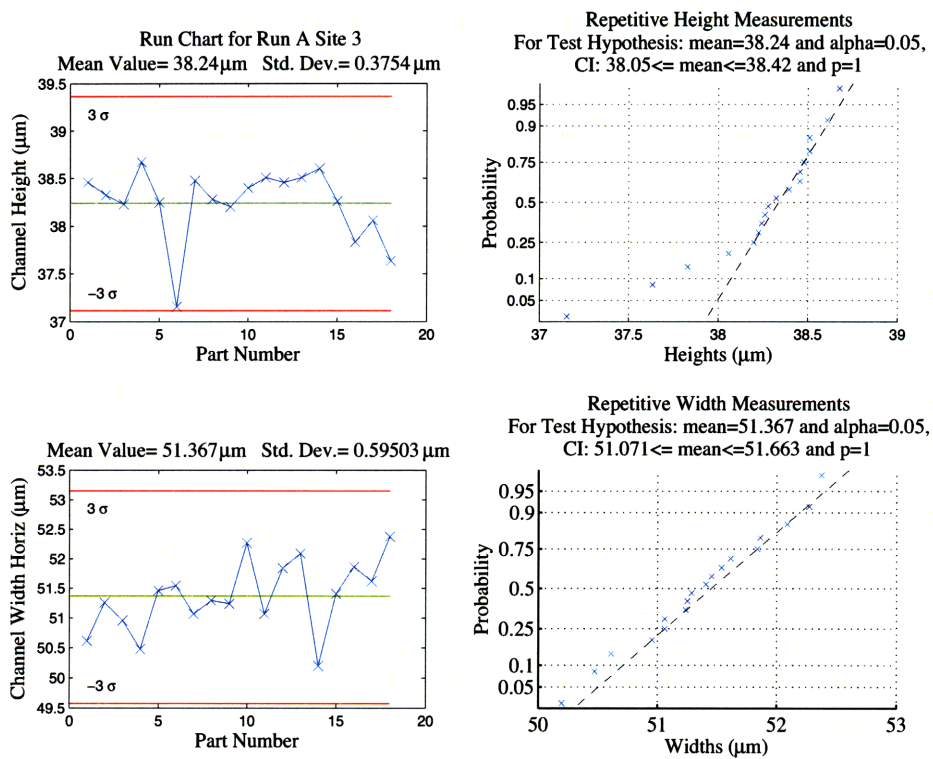 Run Chart for Run A Site 3
Mean Value= 38.24 μm Std. Dev.= 0.3754 μm
Channel Height (μm)
39.5
39
38.5
38
37.5
37
3 σ
−3 σ
0 5 10 15 20
Part Number
Repetitive Height Measurements
For Test Hypothesis: mean=38.24 and alpha=0.05,
CI: 38.05<= mean<=38.42 and p=1
Probability
0.95
0.9
0.75
0.5
0.25
0.1
0.05
37 37.5 38 38.5 39
Heights (μm)
Mean Value= 51.367 μm Std. Dev.= 0.59503 μm
Channel Width Horiz (μm)
53.5
53
52.5
52
51.5
51
50.5
50
49.5
3 σ
−3 σ
0 5 10 15 20
Part Number
Repetitive Width Measurements
For Test Hypothesis: mean=51.367 and alpha=0.05,
CI: 51.071<= mean<=51.663 and p=1
Probability
0.95
0.9
0.75
0.5
0.25
0.1
0.05
50 51 52 53
Widths (μm)